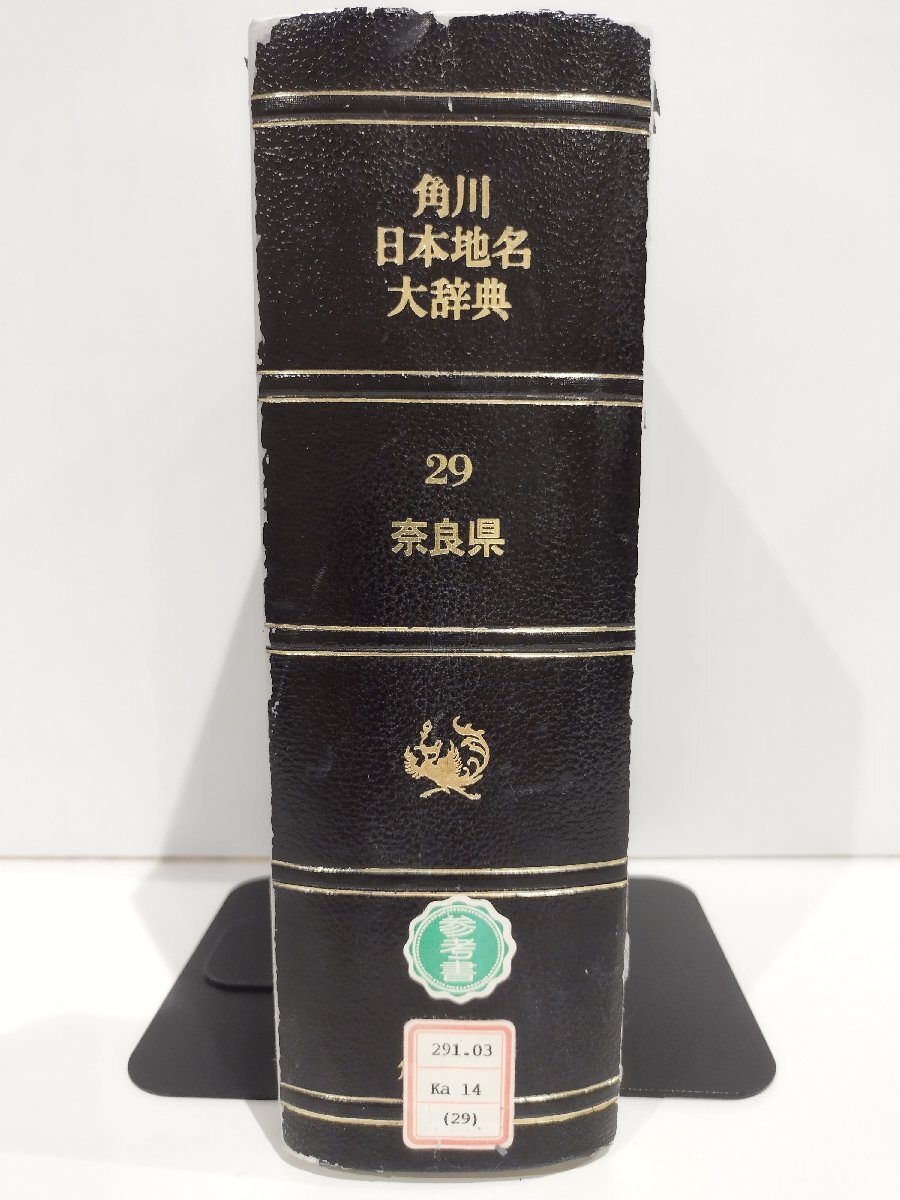 角川
日本地名
大辞典
29
奈良県
参考書
291.03
Ka 14
(29)